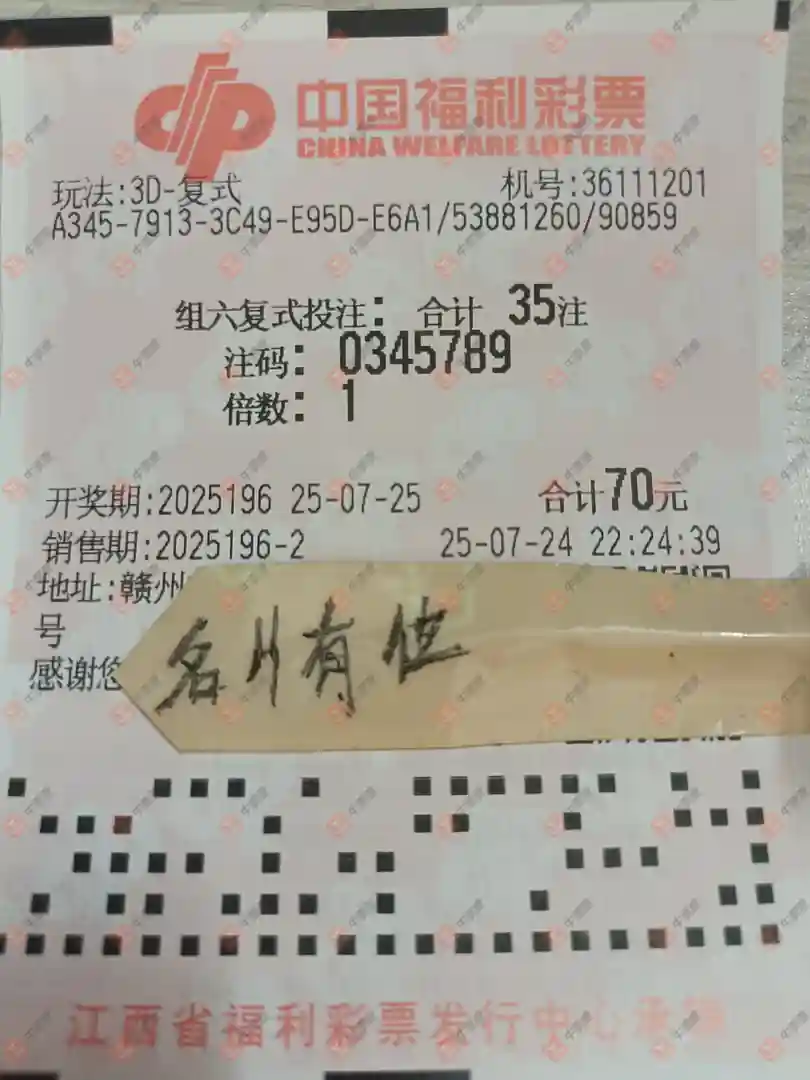 中国福利彩票
CHINA WELFARE LOTTERY
玩法:3D-复式 机号:36111201
A345-7913-3C49-E95D-E6A1/53881260/90859
组六复式投注: 合计 35注
注码: 0345789
倍数: 1
开奖期:2025196 25-07-25 合计70元
销售期:2025196-2 25-07-24 22:24:39
地址:赣州
号
感谢您
名川有位
江西省福利彩票发行中心承销